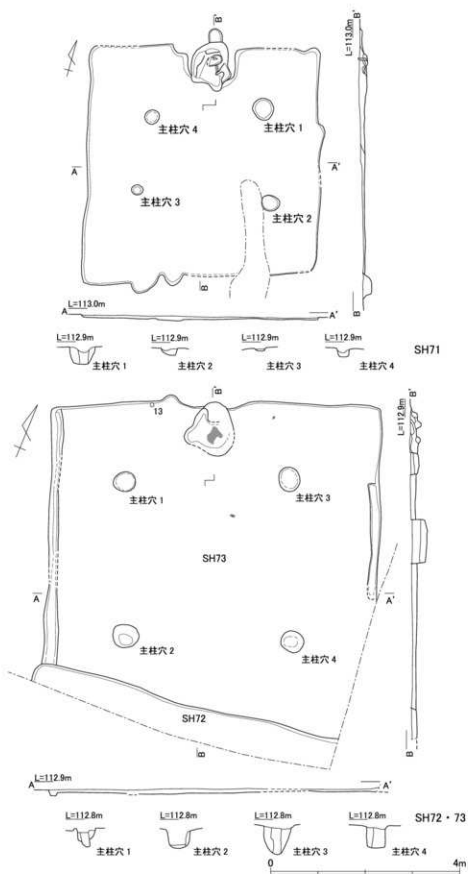 B'
L=113.0m
B'
主柱穴 4
主柱穴 1
A
A'
主柱穴 3
主柱穴 2
B
B
L=113.0m
A
A'
L=112.9m
主柱穴 1
L=112.9m
主柱穴 2
L=112.9m
主柱穴 3
L=112.9m
主柱穴 4
SH71
B'
L=112.9m
B'
13
主柱穴 1
主柱穴 3
SH73
A
A'
主柱穴 2
主柱穴 4
SH72
B
B
L=112.9m
A
A'
SH72・73
L=112.8m
主柱穴 1
L=112.8m
主柱穴 2
L=112.8m
主柱穴 3
L=112.8m
主柱穴 4
0
4m